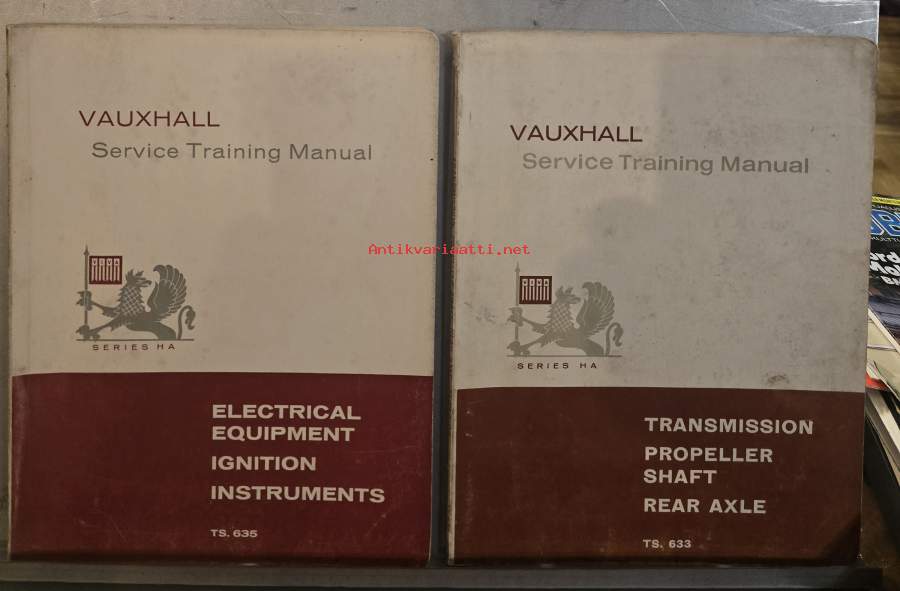 VAUXHALL
Service Training Manual
SERIES HA
ELECTRICAL
EQUIPMENT
IGNITION
INSTRUMENTS
TS. 635
VAUXHALL
Service Training Manual
SERIES HA
TRANSMISSION
PROPELLER
SHAFT
REAR AXLE
TS. 633
Antikvariaatti.net